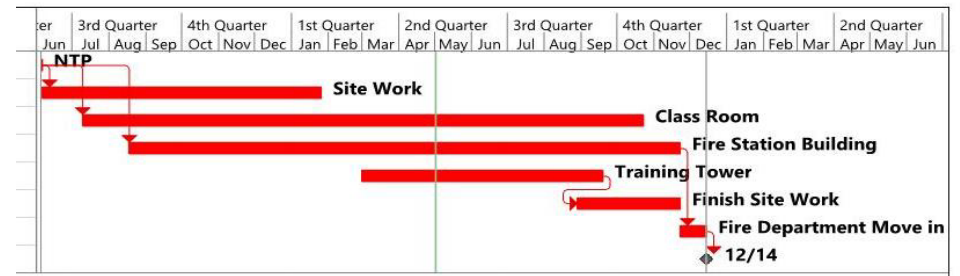 ter 3rd Quarter 4th Quarter 1st Quarter 2nd Quarter 3rd Quarter 4th Quarter 1st Quarter 2nd Quarter
Jun Jul Aug Sep Oct Nov Dec Jan Feb Mar Apr May Jun Jul Aug Sep Oct Nov Dec Jan Feb Mar Apr May Jun
NTP
Site Work
Class Room
Fire Station Building
Training Tower
Finish Site Work
Fire Department Move in
12/14